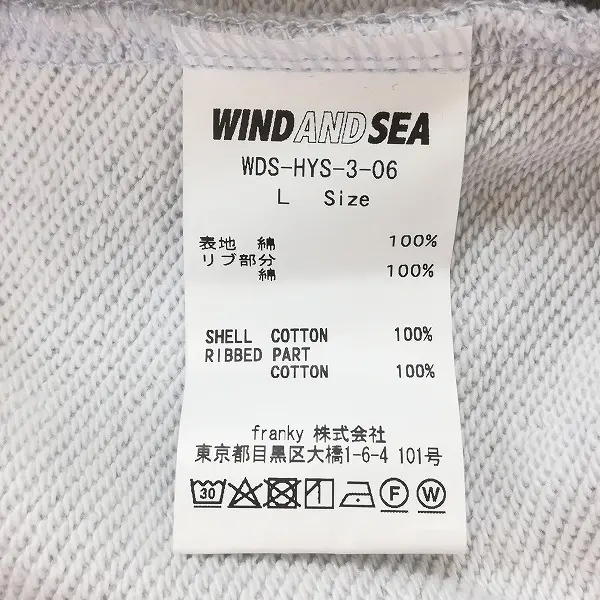 WINDANDSEA
WDS-HYS-3-06
L Size
表地 綿 100%
リブ部分
綿 100%
SHELL COTTON 100%
RIBBED PART
COTTON 100%
franky 株式会社
東京都目黒区大橋1-6-4 101号
30 F W